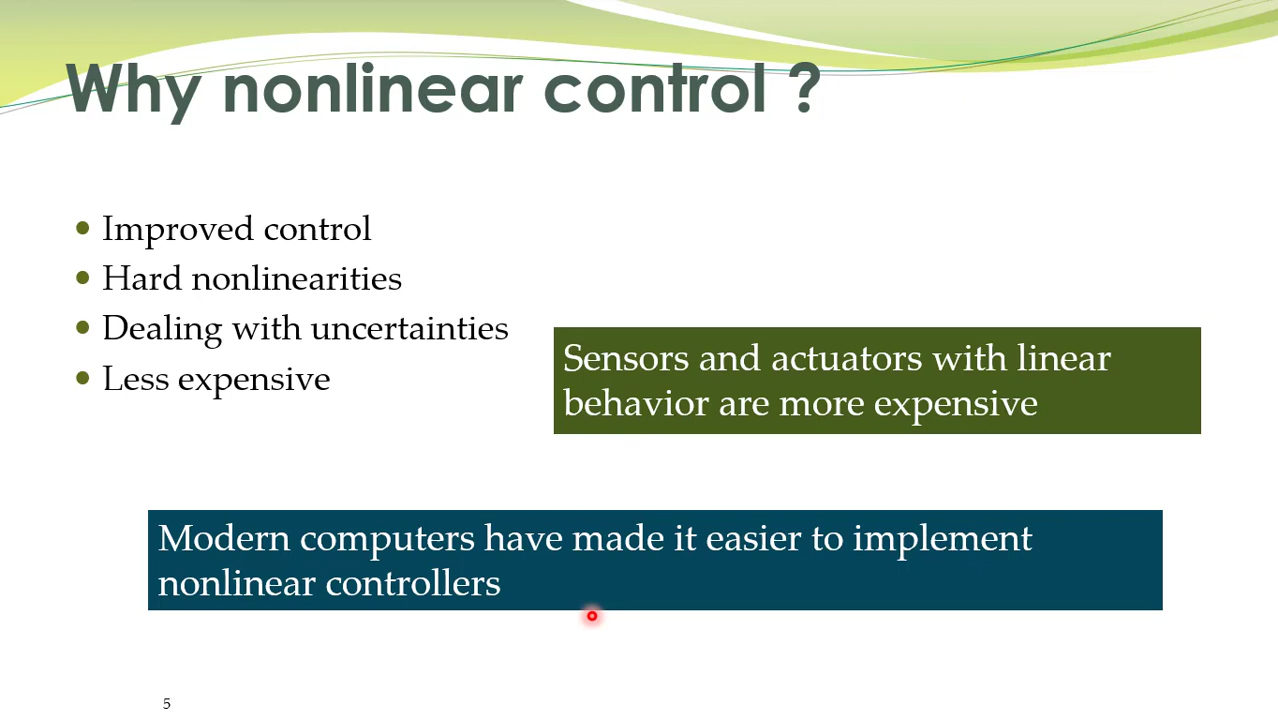 Why nonlinear control ?
Improved control
Hard nonlinearities
Dealing with uncertainties
Less expensive
Sensors and actuators with linear
behavior are more expensive
Modern computers have made it easier to implement
nonlinear controllers
5